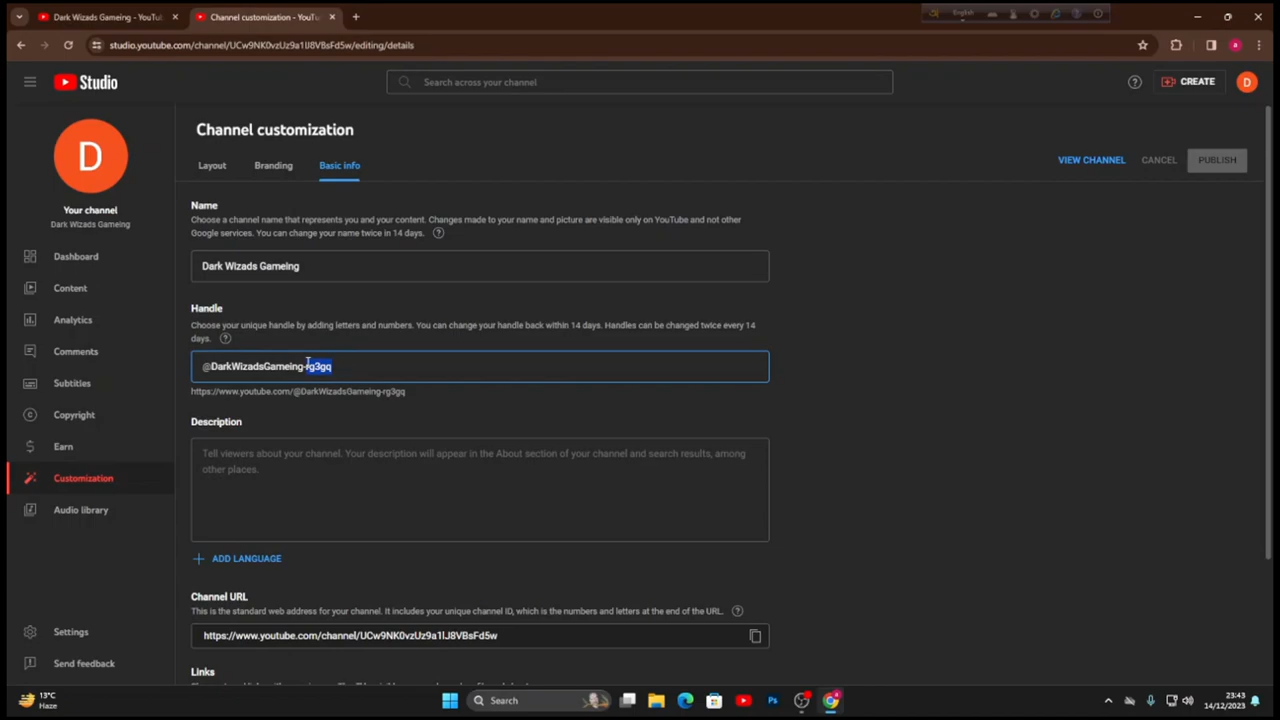 Dark Wizads Gameing - YouTu
Channel customization - YouTu
English
studio.youtube.com/channel/UCw9NK0vzUz9a1lJ8VBsFd5w/editing/details
a
Studio
Search across your channel
CREATE
D
D
Your channel
Dark Wizads Gameing
Dashboard
Content
Analytics
Comments
Subtitles
Copyright
Earn
Customization
Audio library
Settings
Send feedback
Channel customization
Layout
Branding
Basic info
VIEW CHANNEL
CANCEL
PUBLISH
Name
Choose a channel name that represents you and your content. Changes made to your name and picture are visible only on YouTube and not other
Google services. You can change your name twice in 14 days.
Dark Wizads Gameing
Handle
Choose your unique handle by adding letters and numbers. You can change your handle back within 14 days. Handles can be changed twice every 14
days.
@DarkWizadsGameing-rg3gq
https://www.youtube.com/@DarkWizadsGameing-rg3gq
Description
Tell viewers about your channel. Your description will appear in the About section of your channel and search results, among
other places.
ADD LANGUAGE
Channel URL
This is the standard web address for your channel. It includes your unique channel ID, which is the numbers and letters at the end of the URL.
https://www.youtube.com/channel/UCw9NK0vzUz9a1lJ8VBsFd5w
Links
13°C
Haze
Search
Ps
23:43
14/12/2023